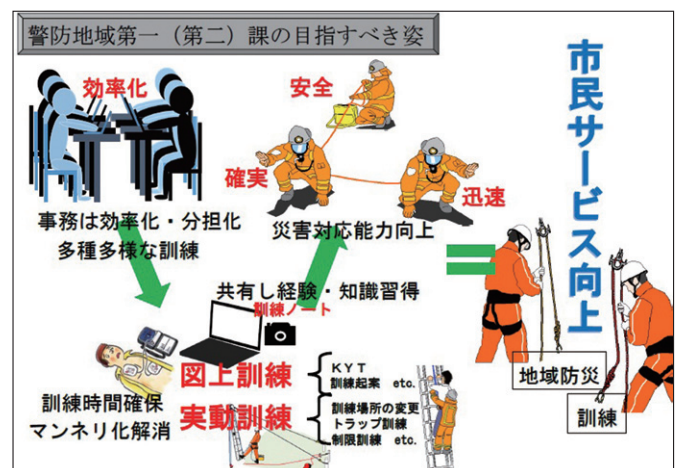 警防地域第一（第二）課の目指すべき姿
効率化
事務は効率化・分担化
多種多様な訓練
安全
確実
迅速
災害対応能力向上
共有し経験・知識習得
訓練ノート
訓練時間確保
マンネリ化解消
図上訓練
KYT
訓練起案 etc.
実動訓練
訓練場所の変更
トラップ訓練
制限訓練 etc.
＝
市民サービス向上
地域防災
訓練